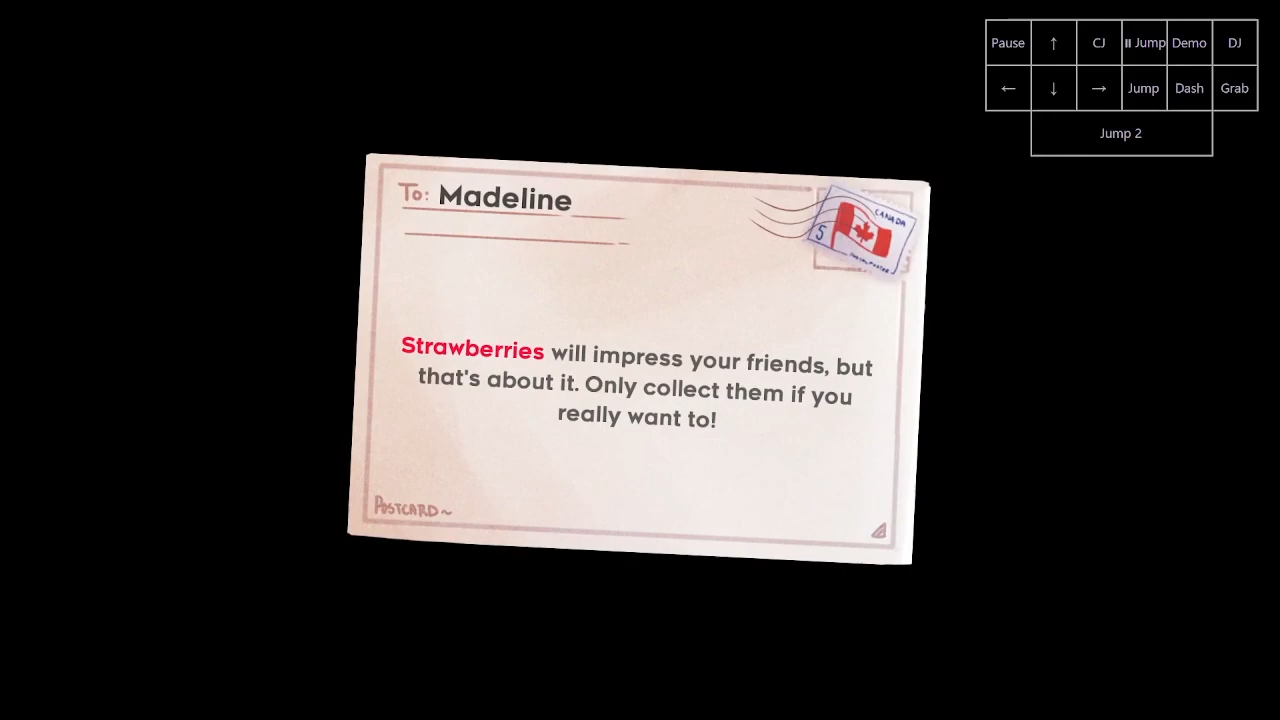 Pause ↑ CJ ⏸ Jump Demo DJ
← ↓ → Jump Dash Grab
Jump 2
To: Madeline
CANADA
5
Strawberries will impress your friends, but
that's about it. Only collect them if you
really want to!
POSTCARD~